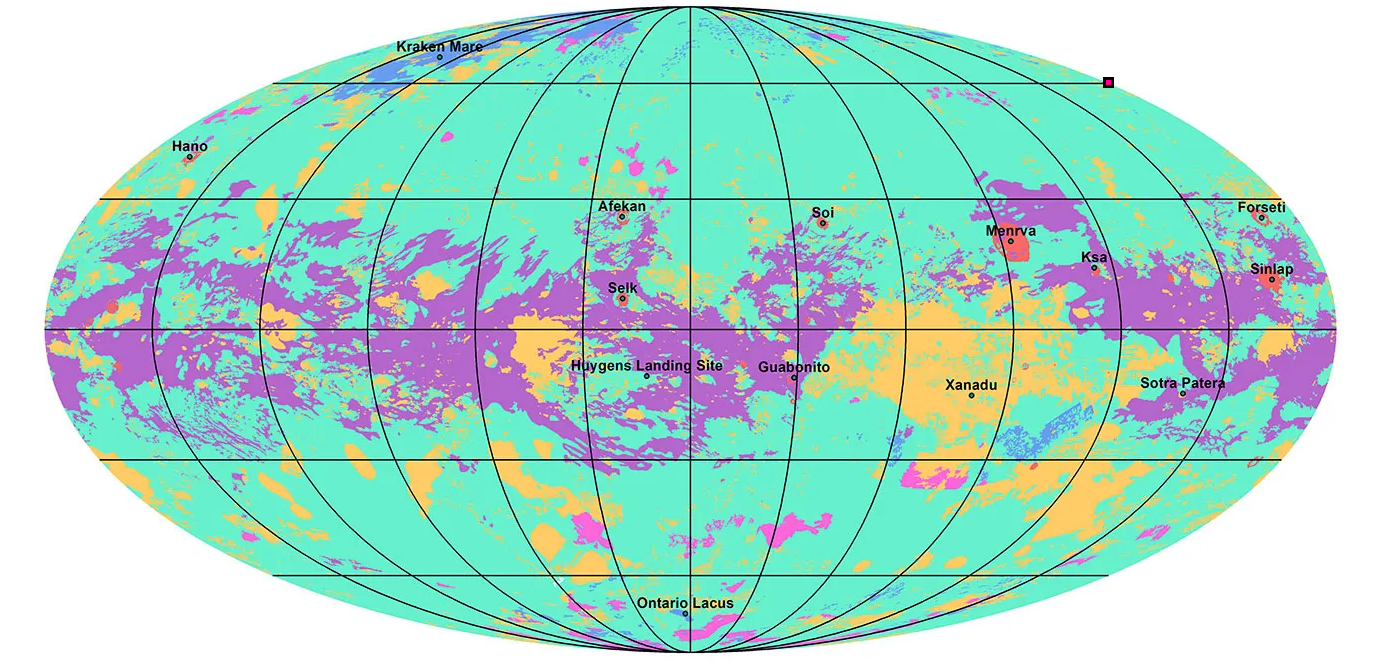 Kraken Mare
Hano
Afekan
Soi
Forseti
Menrva
Ksa
Sinlap
Selk
Huygens Landing Site
Guabonito
Xanadu
Sotra Patera
Ontario Lacus